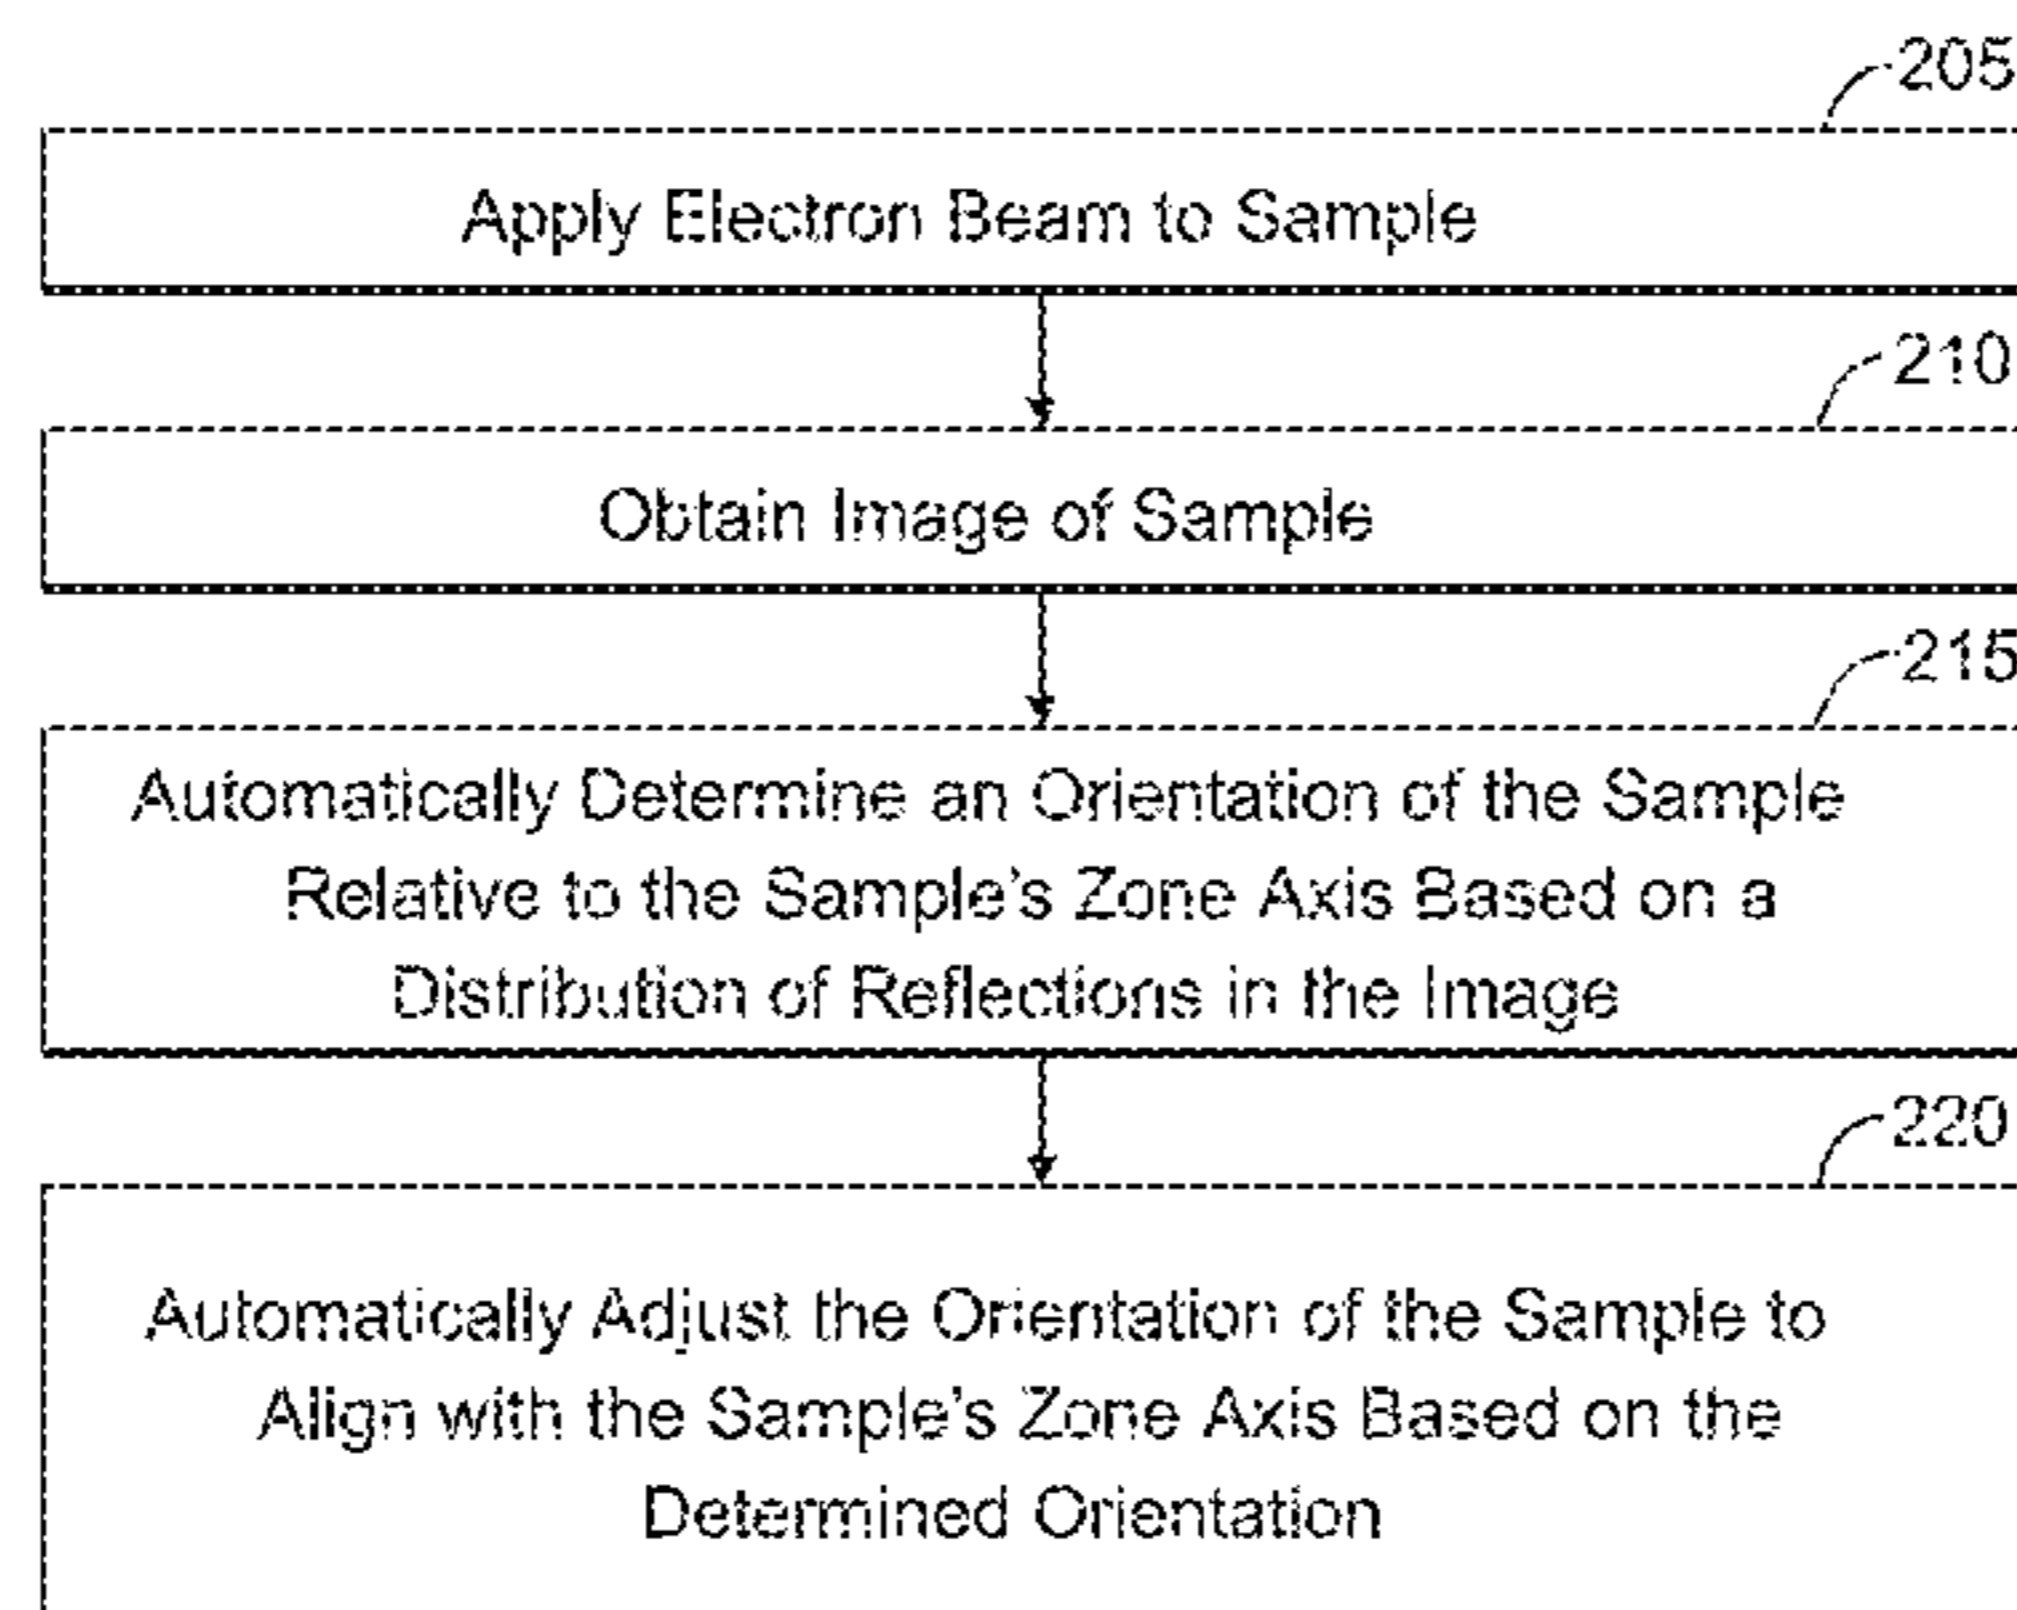 205
Apply Electron Beam to Sample
210
Obtain Image of Sample
215
Automatically Determine an Orientation of the Sample
Relative to the Sample's Zone Axis Based on a
Distribution of Reflections in the Image
220
Automatically Adjust the Orientation of the Sample to
Align with the Sample's Zone Axis Based on the
Determined Orientation